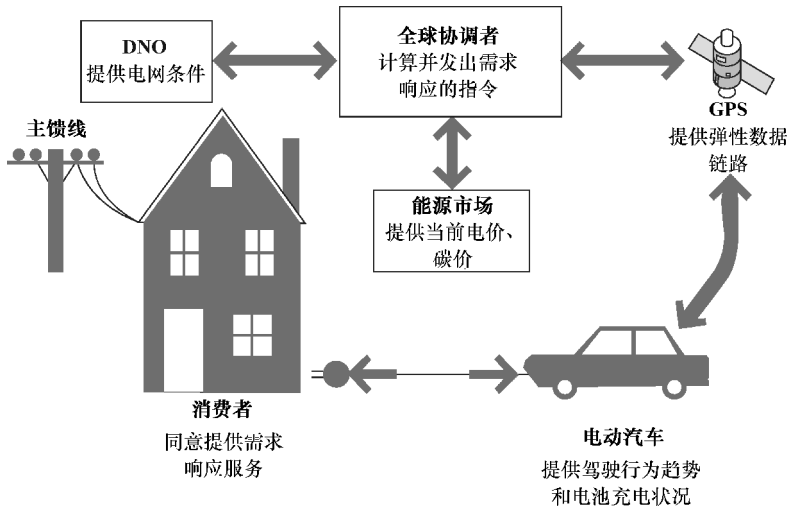 DNO
提供电网条件
全球协调者
计算并发出需求
响应的指令
GPS
提供弹性数据
链路
主馈线
能源市场
提供当前电价、
碳价
消费者
同意提供需求
响应服务
电动汽车
提供驾驶行为趋势
和电池充电状况